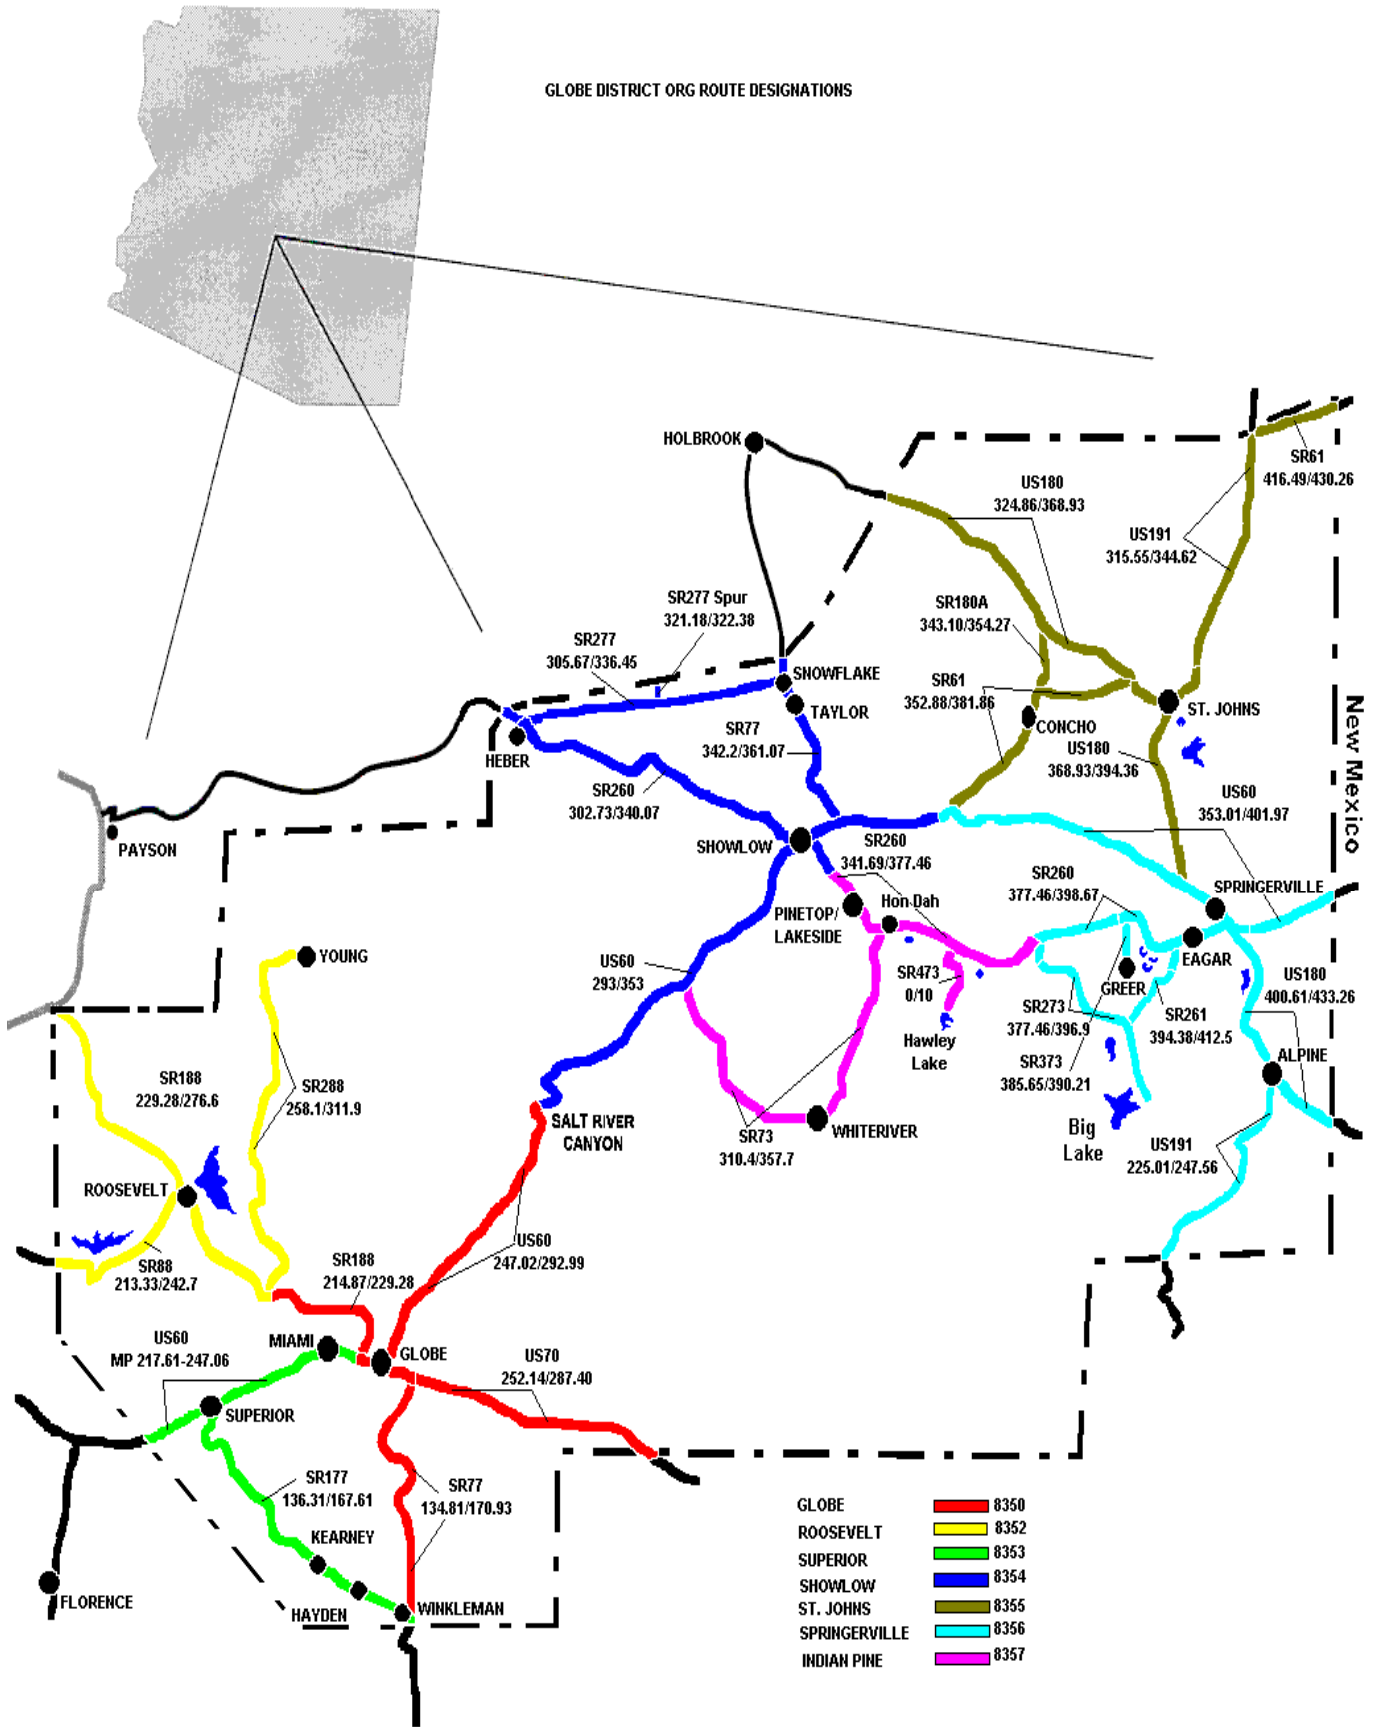 GLOBE DISTRICT ORG ROUTE DESIGNATIONS
HOLBROOK
SR61
416.49/430.26
US180
324.86/368.93
US191
315.55/344.62
SR277 Spur
321.18/322.38
SR180A
343.10/354.27
SR277
305.67/336.45
SNOWFLAKE
SR61
352.88/381.86
TAYLOR
ST. JOHNS
New Mexico
CONCHO
SR77
342.2/361.07
US180
368.93/394.36
HEBER
SR260
302.73/340.07
US60
353.01/401.97
PAYSON
SHOWLOW
SR260
341.69/377.46
SR260
377.46/398.67
SPRINGERVILLE
Hon Dah
PINETOP/
LAKESIDE
YOUNG
EAGAR
US60
293/353
SR473
0/10
GREER
US180
400.61/433.26
SR273
377.46/396.9
SR261
394.38/412.5
Hawley
Lake
SR373
385.65/390.21
ALPINE
SR188
229.28/276.6
SR288
258.1/311.9
SALT RIVER
CANYON
SR73
310.4/357.7
WHITERIVER
Big
Lake
US191
225.01/247.56
ROOSEVELT
SR88
213.33/242.7
SR188
214.87/229.28
US60
247.02/292.99
US60
MP 217.61-247.06
MIAMI
GLOBE
US70
252.14/287.40
SUPERIOR
SR177
136.31/167.61
SR77
134.81/170.93
KEARNEY
FLORENCE
HAYDEN
WINKLEMAN
GLOBE 8350
ROOSEVELT 8352
SUPERIOR 8353
SHOWLOW 8354
ST. JOHNS 8355
SPRINGERVILLE 8356
INDIAN PINE 8357